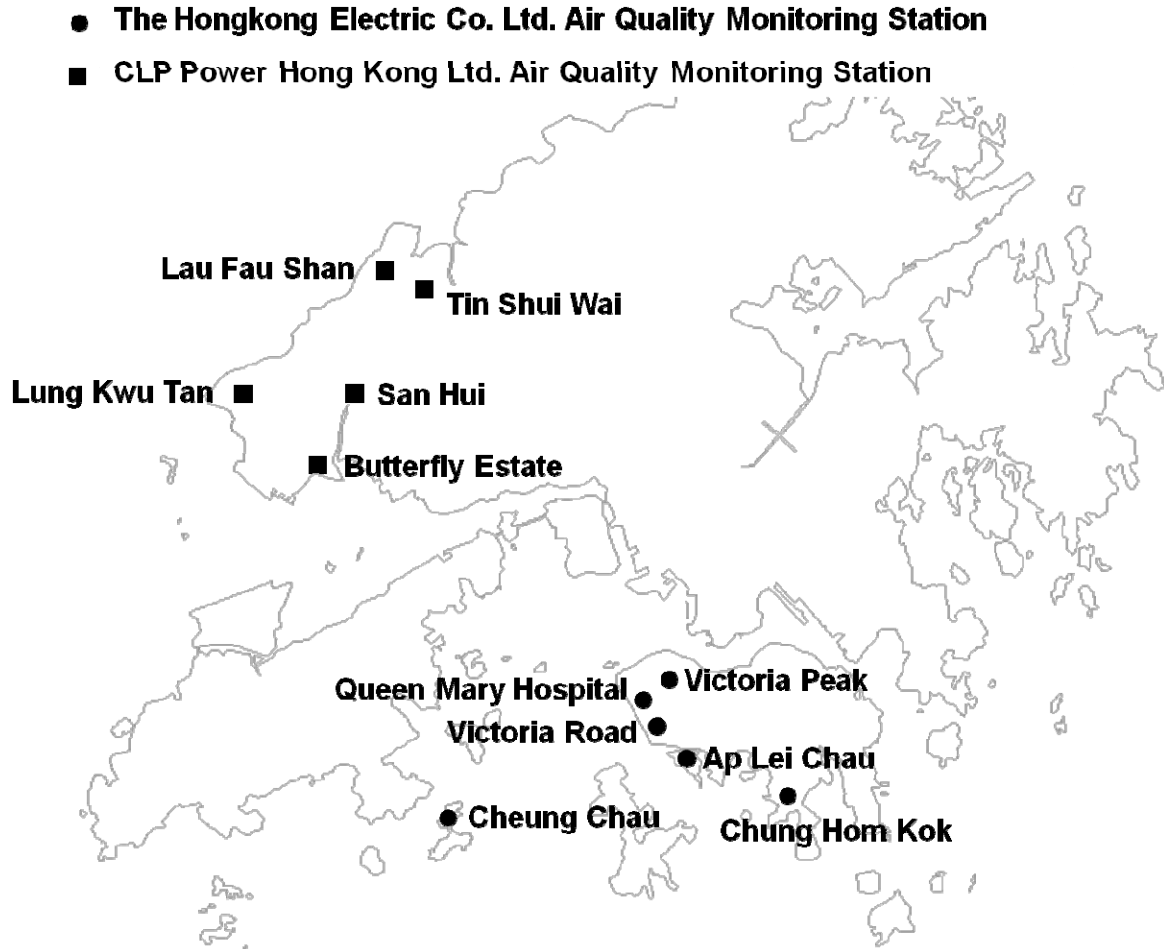 The Hongkong Electric Co. Ltd. Air Quality Monitoring Station
CLP Power Hong Kong Ltd. Air Quality Monitoring Station
Lau Fau Shan
Tin Shui Wai
Lung Kwu Tan
San Hui
Butterfly Estate
Victoria Peak
Queen Mary Hospital
Victoria Road
Ap Lei Chau
Cheung Chau
Chung Hom Kok